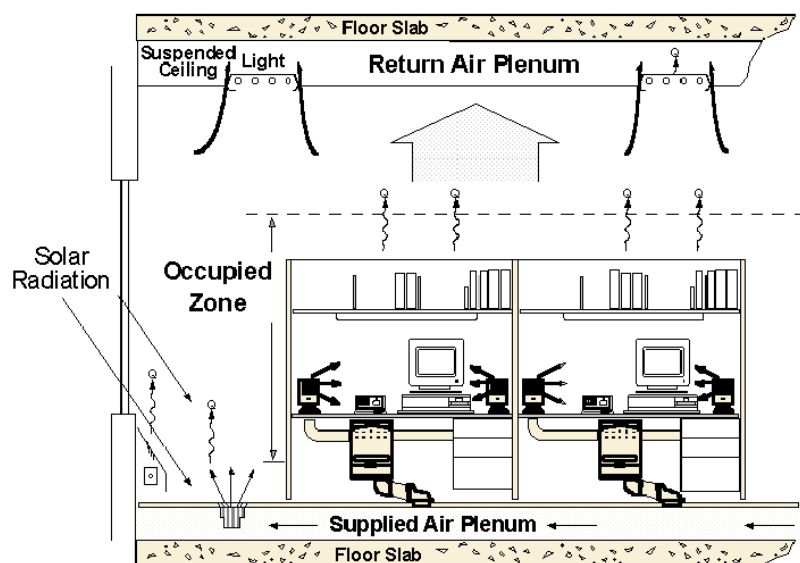 Floor Slab
Suspended
Ceiling
Light
Return Air Plenum
Q
Q
Q
Q
Q
Solar
Radiation
Occupied
Zone
Q
Q
Supplied Air Plenum
Floor Slab